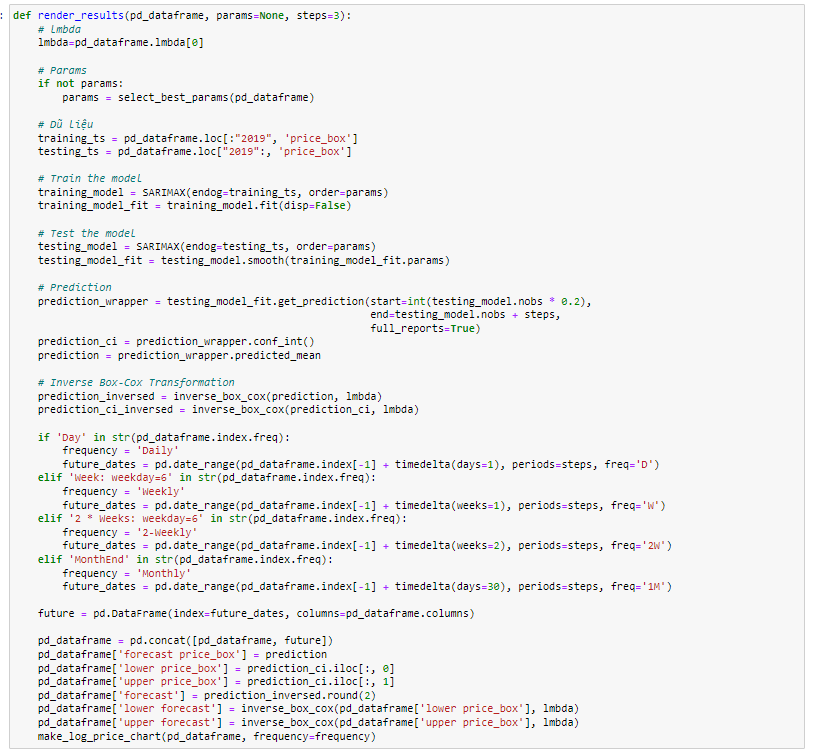 def render_results(pd_dataframe, params=None, steps=3):
    # lmbda
    lmbda=pd_dataframe.lmbda[0]

    # Params
    if not params:
        params = select_best_params(pd_dataframe)

    # Dũ liệu
    training_ts = pd_dataframe.loc[:"2019", 'price_box']
    testing_ts = pd_dataframe.loc["2019":, 'price_box']

    # Train the model
    training_model = SARIMAX(endog=training_ts, order=params)
    training_model_fit = training_model.fit(disp=False)

    # Test the model
    testing_model = SARIMAX(endog=testing_ts, order=params)
    testing_model_fit = testing_model.smooth(training_model_fit.params)

    # Prediction
    prediction_wrapper = testing_model_fit.get_prediction(start=int(testing_model.nobs * 0.2),
                                                          end=testing_model.nobs + steps,
                                                          full_reports=True)
    prediction_ci = prediction_wrapper.conf_int()
    prediction = prediction_wrapper.predicted_mean

    # Inverse Box-Cox Transformation
    prediction_inversed = inverse_box_cox(prediction, lmbda)
    prediction_ci_inversed = inverse_box_cox(prediction_ci, lmbda)

    if 'Day' in str(pd_dataframe.index.freq):
        frequency = 'Daily'
        future_dates = pd.date_range(pd_dataframe.index[-1] + timedelta(days=1), periods=steps, freq='D')
    elif 'Week: weekday=6' in str(pd_dataframe.index.freq):
        frequency = 'Weekly'
        future_dates = pd.date_range(pd_dataframe.index[-1] + timedelta(weeks=1), periods=steps, freq='W')
    elif '2 * Weeks: weekday=6' in str(pd_dataframe.index.freq):
        frequency = '2-Weekly'
        future_dates = pd.date_range(pd_dataframe.index[-1] + timedelta(weeks=2), periods=steps, freq='2W')
    elif 'MonthEnd' in str(pd_dataframe.index.freq):
        frequency = 'Monthly'
        future_dates = pd.date_range(pd_dataframe.index[-1] + timedelta(days=30), periods=steps, freq='1M')

    future = pd.DataFrame(index=future_dates, columns=pd_dataframe.columns)

    pd_dataframe = pd.concat([pd_dataframe, future])
    pd_dataframe['forecast price_box'] = prediction
    pd_dataframe['lower price_box'] = prediction_ci.iloc[:, 0]
    pd_dataframe['upper price_box'] = prediction_ci.iloc[:, 1]
    pd_dataframe['forecast'] = prediction_inversed.round(2)
    pd_dataframe['lower forecast'] = inverse_box_cox(pd_dataframe['lower price_box'], lmbda)
    pd_dataframe['upper forecast'] = inverse_box_cox(pd_dataframe['upper price_box'], lmbda)
    make_log_price_chart(pd_dataframe, frequency=frequency)